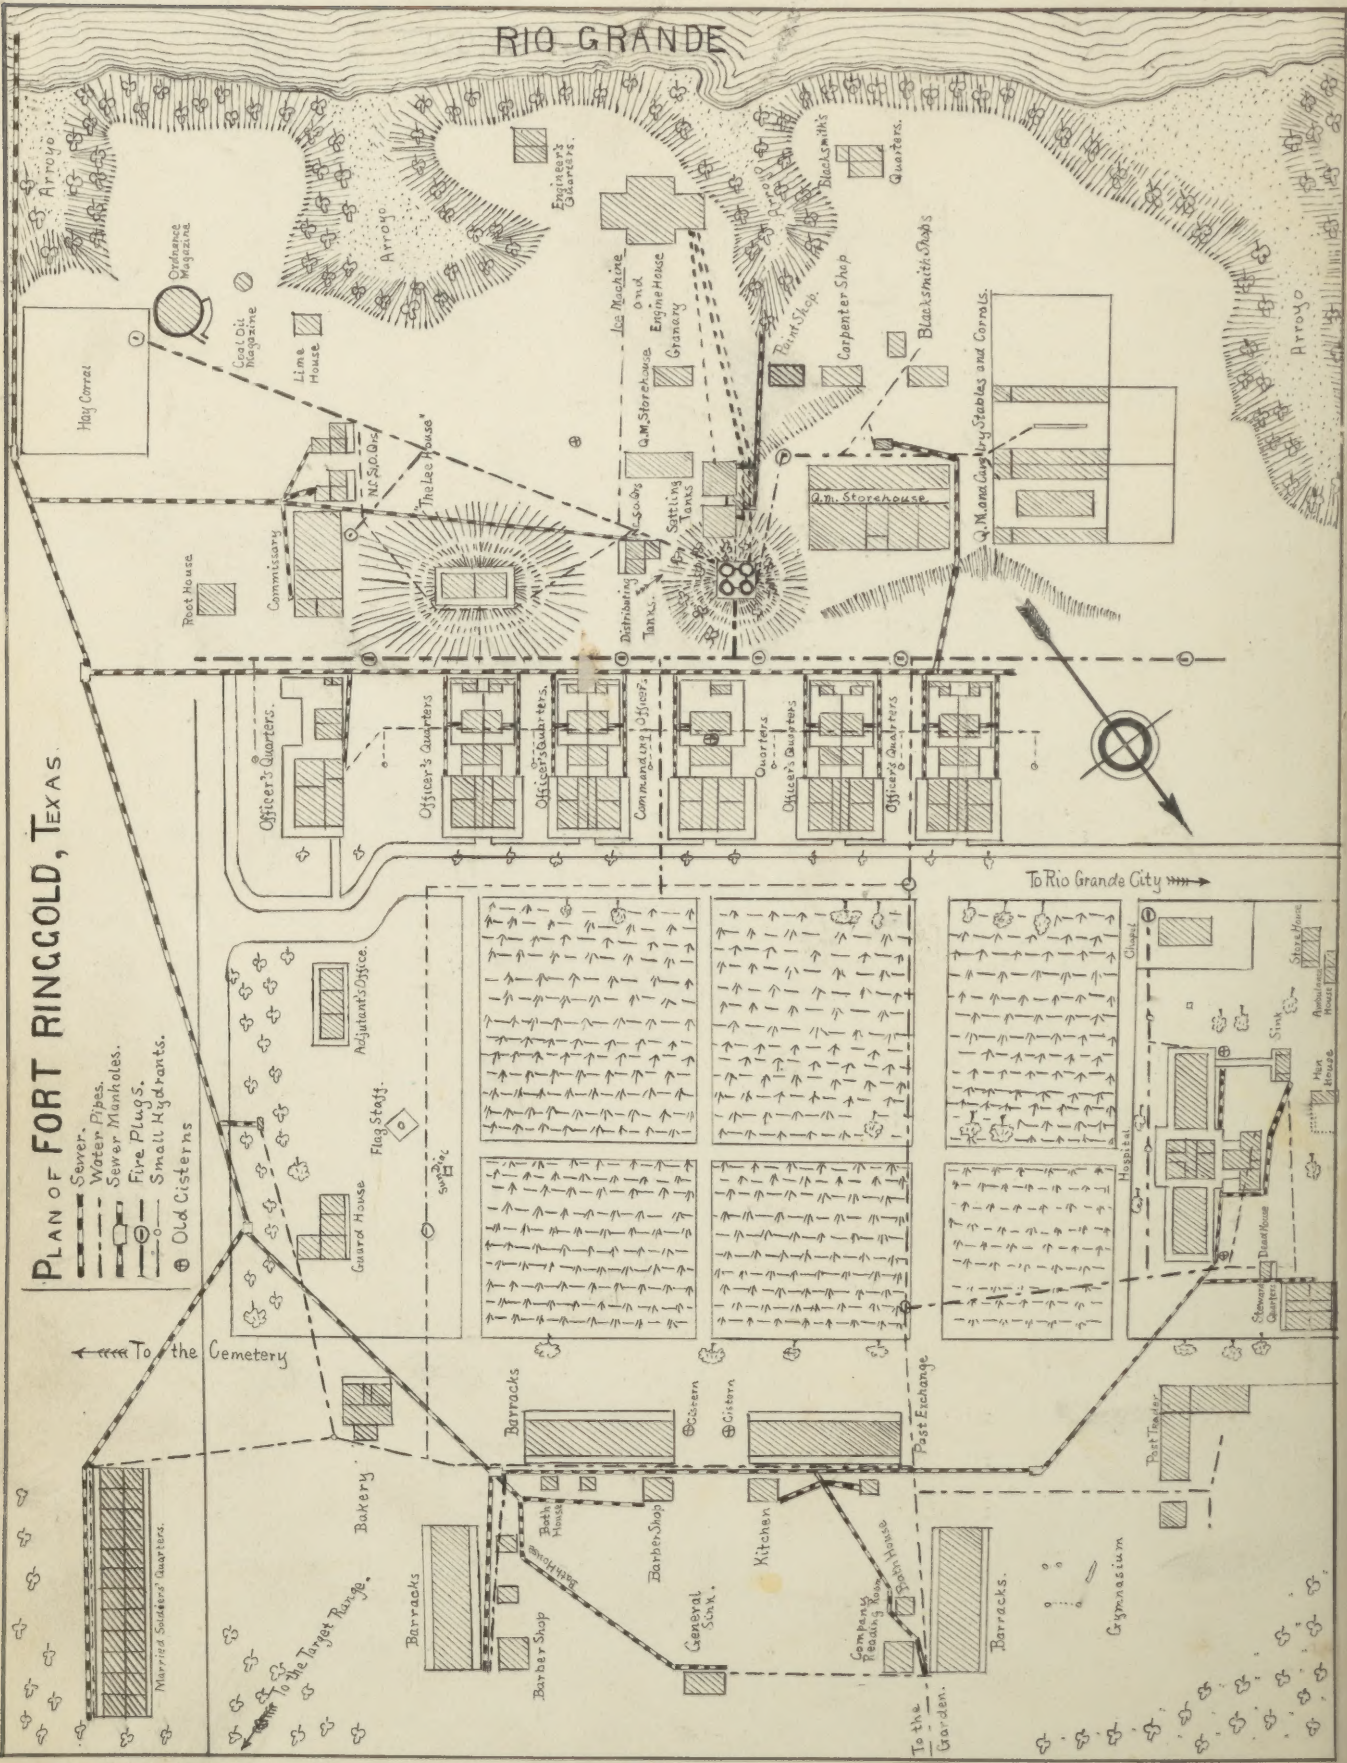 RIO GRANDE
PLAN OF FORT RINGGOLD, TEXAS.
Sewer.
Water Pipes.
Sewer Manholes.
Fire Plugs.
Small Hydrants.
Old Cisterns
Arroyo
Ordnance
Magazine
Coal Oil
Magazine
Hay Corral
Lime
House
Arroyo
Engineer's
Quarters.
Ice Machine
and
Engine House
Granary
Q.M. Storehouse
Arroyo
Blacksmith's
Quarters.
Paint Shop.
Carpenter Shop
Blacksmith Shops
Q.M. and Cavalry Stables and Corrals.
Arroyo
Root House
Commissary
N.C.S.O. Qrs.
"The Lee House"
N.C.S.O. Qrs
Settling
Tanks
Distributing
Tanks.
Q.M. Storehouse
Officer's Quarters.
Officer's Quarters
Officer's Quarters.
Commanding Officer's
Quarters
Officer's Quarters
Officer's Quarters
To Rio Grande City
Adjutant's Office.
Flag Staff.
Sundial
Guard House
Chapel
Store House
Ambulance
House
Sink
Hen
House
Hospital
Dead House
Steward's
Quarters
To the Cemetery
Married Soldiers' Quarters.
Bakery
To the Target Range.
Barracks
Cistern
Cistern
Post Exchange
Post Trader
Barracks
Bath
House
Bath House
Barber Shop
Barber Shop
Kitchen
General
Sink.
Company
Reading Room
Bath House
Barracks.
Gymnasium
To the
Garden.